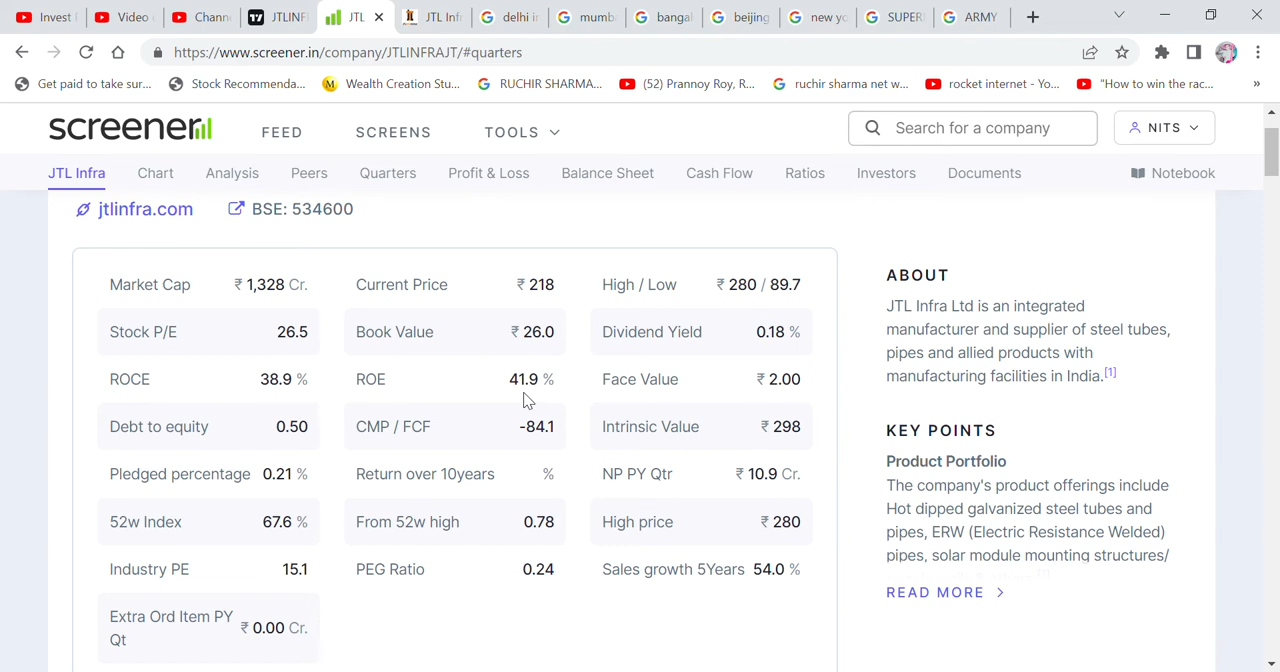 Invest
Video
Chann
JTLINF
JTL
JTL Inf
delhi i
mumb
bangal
beijing
new yo
SUPER
ARMY
https://www.screener.in/company/JTLINFRAJT/#quarters
Get paid to take sur...
Stock Recommenda...
Wealth Creation Stu...
RUCHIR SHARMA...
(52) Prannoy Roy, R...
ruchir sharma net w...
rocket internet - Yo...
"How to win the rac...
»
screener
FEED
SCREENS
TOOLS
Search for a company
NITS
JTL Infra
Chart
Analysis
Peers
Quarters
Profit & Loss
Balance Sheet
Cash Flow
Ratios
Investors
Documents
Notebook
jtlinfra.com
BSE: 534600
Market Cap ₹ 1,328 Cr.
Current Price ₹ 218
High / Low ₹ 280 / 89.7
Stock P/E 26.5
Book Value ₹ 26.0
Dividend Yield 0.18 %
ROCE 38.9 %
ROE 41.9 %
Face Value ₹ 2.00
Debt to equity 0.50
CMP / FCF -84.1
Intrinsic Value ₹ 298
Pledged percentage 0.21 %
Return over 10years %
NP PY Qtr ₹ 10.9 Cr.
52w Index 67.6 %
From 52w high 0.78
High price ₹ 280
Industry PE 15.1
PEG Ratio 0.24
Sales growth 5Years 54.0 %
Extra Ord Item PY
Qt ₹ 0.00 Cr.
ABOUT
JTL Infra Ltd is an integrated
manufacturer and supplier of steel tubes,
pipes and allied products with
manufacturing facilities in India.[1]
KEY POINTS
Product Portfolio
The company's product offerings include
Hot dipped galvanized steel tubes and
pipes, ERW (Electric Resistance Welded)
pipes, solar module mounting structures/
READ MORE